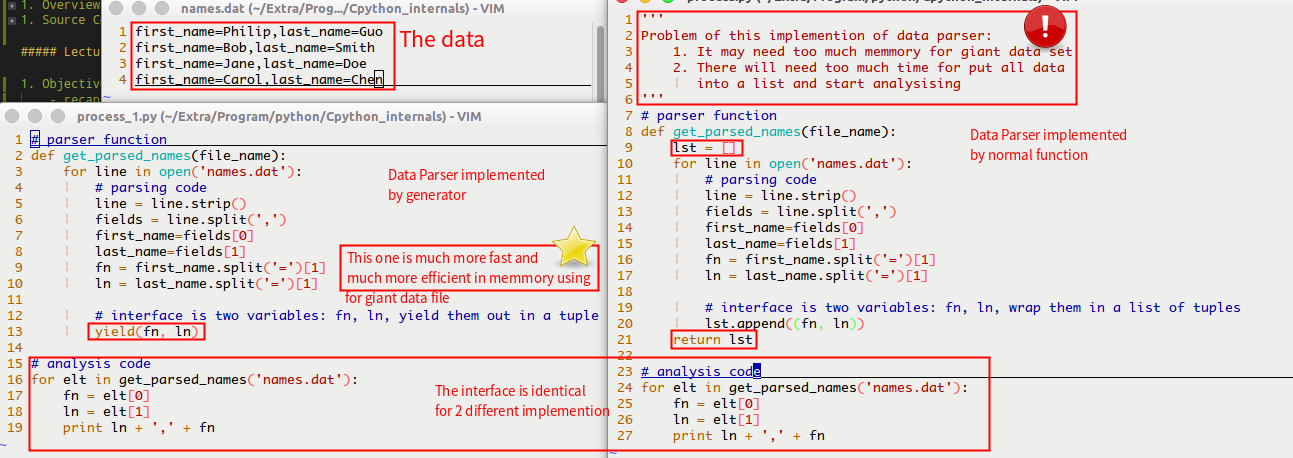 1. Overview
1. Source Co
##### Lectu
1. Objectiv
- recap
names.dat (~/Extra/Prog.../Cpython_internals) - VIM
1 first_name=Philip,last_name=Guo
2 first_name=Bob,last_name=Smith
3 first_name=Jane,last_name=Doe
4 first_name=Carol,last_name=Chen
~
The data
process_1.py (~/Extra/Program/python/Cpython_internals) - VIM
1 # parser function
2 def get_parsed_names(file_name):
3     for line in open('names.dat'):
4         # parsing code
5         line = line.strip()
6         fields = line.split(',')
7         first_name=fields[0]
8         last_name=fields[1]
9         fn = first_name.split('=')[1]
10         ln = last_name.split('=')[1]
11
12         # interface is two variables: fn, ln, yield them out in a tuple
13         yield(fn, ln)
14
15 # analysis code
16 for elt in get_parsed_names('names.dat'):
17     fn = elt[0]
18     ln = elt[1]
19     print ln + ',' + fn
~
Data Parser implemented
by generator
This one is much more fast and
much more efficient in memmory using
for giant data file
The interface is identical
for 2 different implemention
process.py (~/Extra/Program/python/Cpython_internals) - VIM
1 '''
2 Problem of this implemention of data parser:
3     1. It may need too much memmory for giant data set
4     2. There will need too much time for put all data
5        into a list and start analysising
6 '''
7 # parser function
8 def get_parsed_names(file_name):
9     lst = []
10     for line in open('names.dat'):
11         # parsing code
12         line = line.strip()
13         fields = line.split(',')
14         first_name=fields[0]
15         last_name=fields[1]
16         fn = first_name.split('=')[1]
17         ln = last_name.split('=')[1]
18
19         # interface is two variables: fn, ln, wrap them in a list of tuples
20         lst.append((fn, ln))
21     return lst
22
23 # analysis code
24 for elt in get_parsed_names('names.dat'):
25     fn = elt[0]
26     ln = elt[1]
27     print ln + ',' + fn
~
Data Parser implemented
by normal function